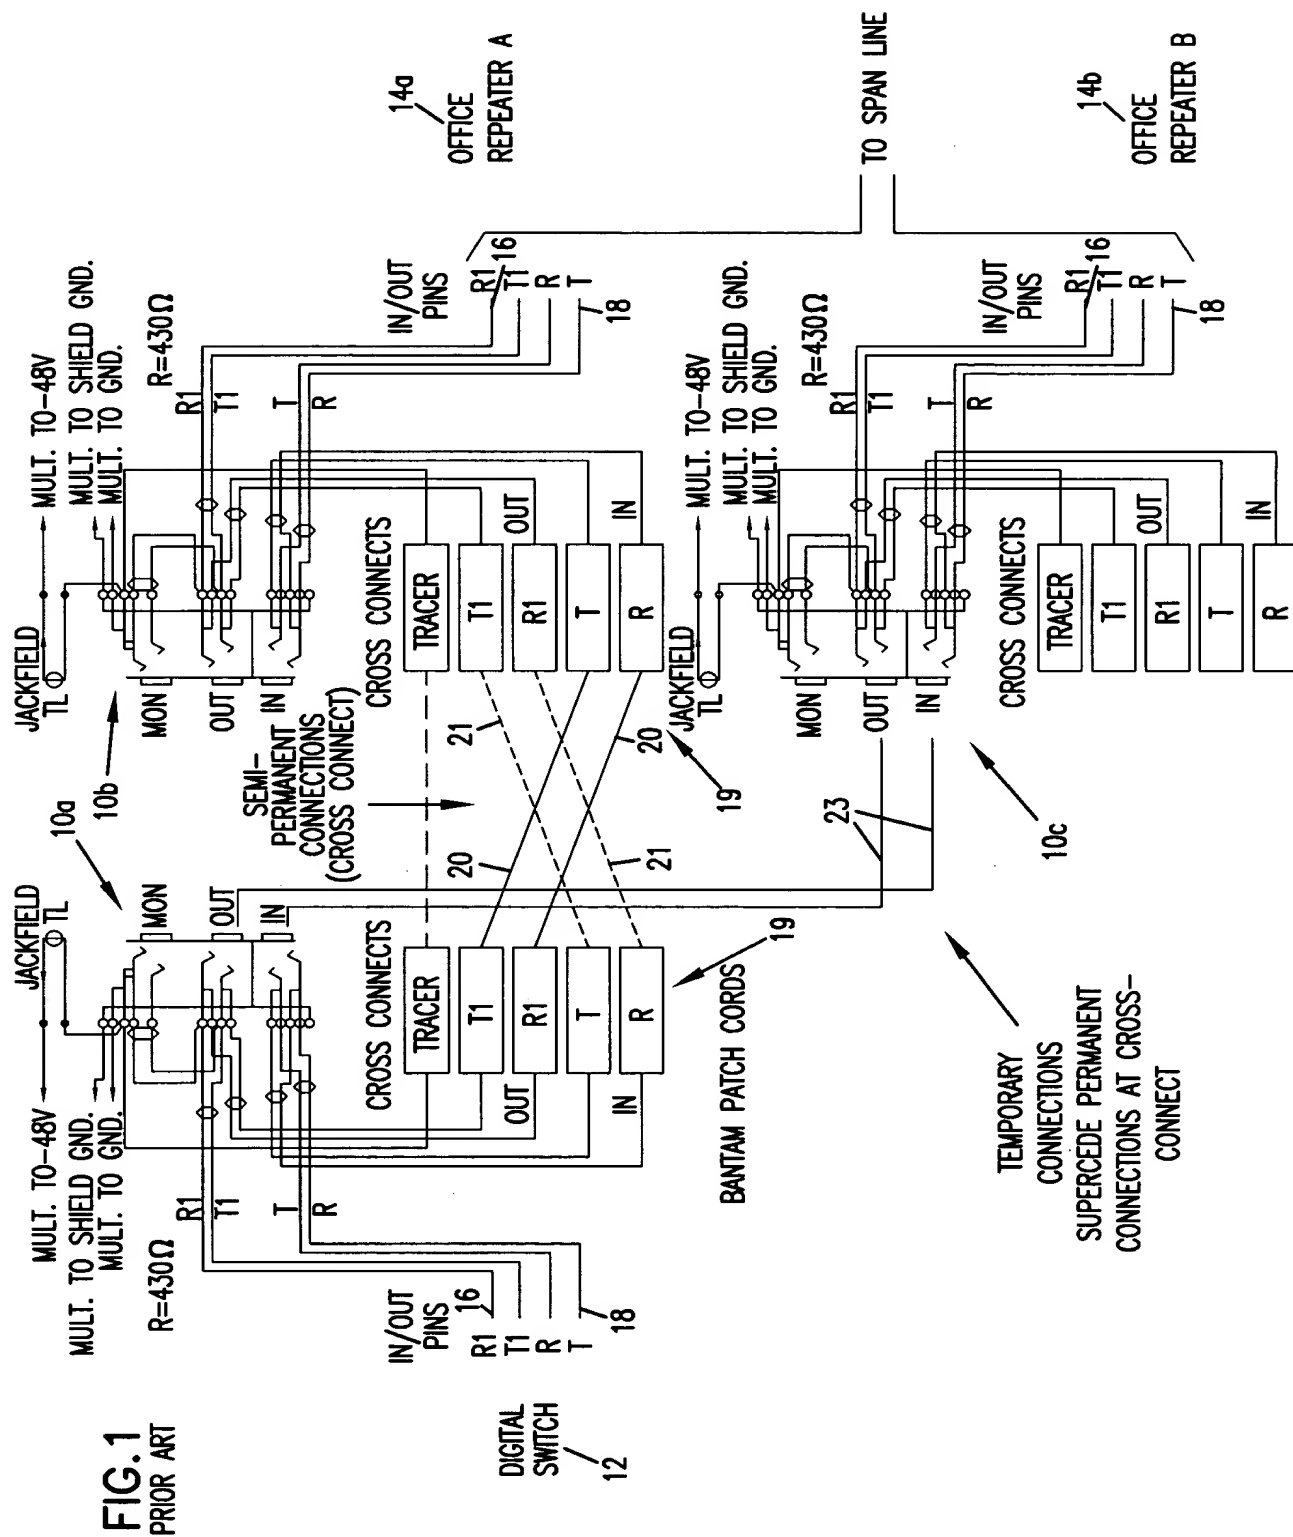 FIG.1
PRIOR ART
DIGITAL
SWITCH
12
MULT. TO-48V
MULT. TO SHIELD GND.
MULT. TO GND.
R=430Ω
R1
T1
T
R
IN/OUT
PINS
R1
T1
R
T
16
18
JACKFIELD
TL
MON
OUT
IN
10a
CROSS CONNECTS
TRACER
T1
R1
T
R
OUT
IN
19
BANTAM PATCH CORDS
SEMI-
PERMANENT
CONNECTIONS
(CROSS CONNECT)
20
21
21
20
10b
JACKFIELD
TL
MON
OUT
IN
MULT. TO-48V
MULT. TO SHIELD GND.
MULT. TO GND.
R=430Ω
R1
T1
T
R
CROSS CONNECTS
TRACER
T1
R1
T
R
OUT
IN
19
IN/OUT
PINS
R1
T1
R
T
16
18
14a
OFFICE
REPEATER A
TO SPAN LINE
TEMPORARY
CONNECTIONS
SUPERCEDE PERMANENT
CONNECTIONS AT CROSS-
CONNECT
23
10c
JACKFIELD
TL
MON
OUT
IN
MULT. TO-48V
MULT. TO SHIELD GND.
MULT. TO GND.
R=430Ω
R1
T1
T
R
CROSS CONNECTS
TRACER
T1
R1
T
R
OUT
IN
IN/OUT
PINS
R1
T1
R
T
16
18
14b
OFFICE
REPEATER B